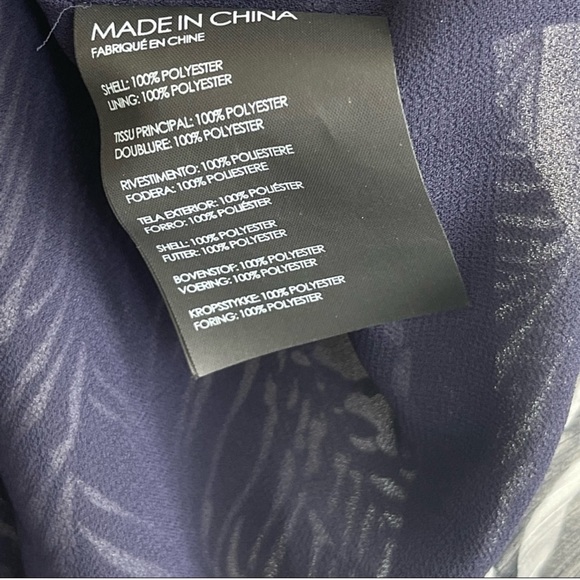 MADE IN CHINA
FABRIQUÉ EN CHINE
SHELL: 100% POLYESTER
LINING: 100% POLYESTER
TISSU PRINCIPAL: 100% POLYESTER
DOUBLURE: 100% POLYESTER
RIVESTIMENTO: 100% POLIESTERE
FODERA: 100% POLIESTERE
TELA EXTERIOR: 100% POLIÉSTER
FORRO: 100% POLIÉSTER
SHELL: 100% POLYESTER
FUTTER: 100% POLYESTER
BOVENSTOF: 100% POLYESTER
VOERING: 100% POLYESTER
KROPSSTYKKE: 100% POLYESTER
FORING: 100% POLYESTER